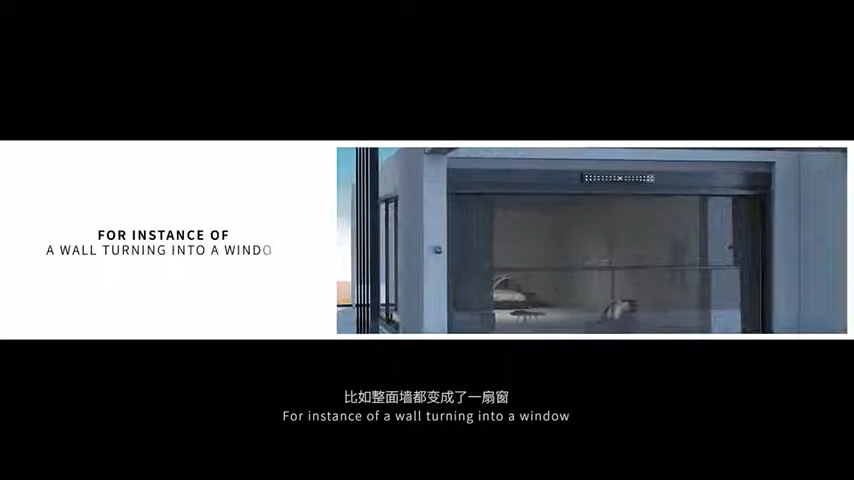 FOR INSTANCE OF
A WALL TURNING INTO A WINDO
比如整面墙都变成了一扇窗
For instance of a wall turning into a window